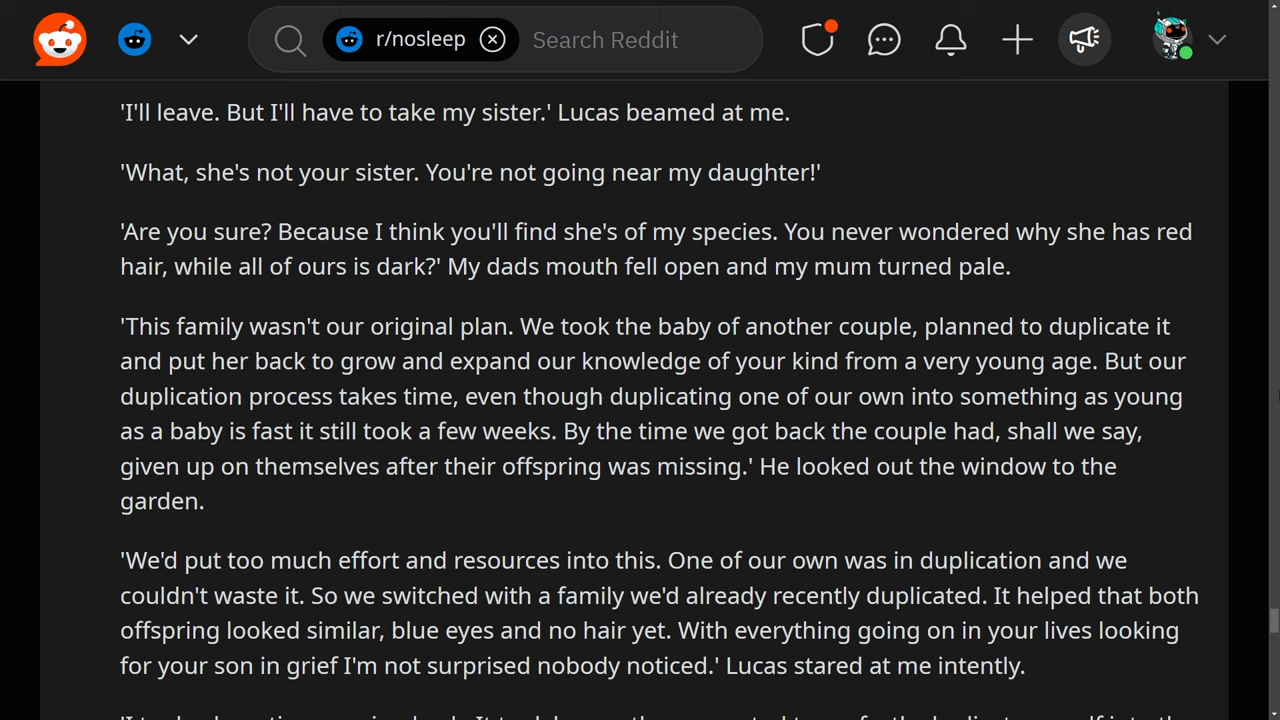 r/nosleep
Search Reddit
'I'll leave. But I'll have to take my sister.' Lucas beamed at me.
'What, she's not your sister. You're not going near my daughter!'
'Are you sure? Because I think you'll find she's of my species. You never wondered why she has red
hair, while all of ours is dark?' My dads mouth fell open and my mum turned pale.
'This family wasn't our original plan. We took the baby of another couple, planned to duplicate it
and put her back to grow and expand our knowledge of your kind from a very young age. But our
duplication process takes time, even though duplicating one of our own into something as young
as a baby is fast it still took a few weeks. By the time we got back the couple had, shall we say,
given up on themselves after their offspring was missing.' He looked out the window to the
garden.
'We'd put too much effort and resources into this. One of our own was in duplication and we
couldn't waste it. So we switched with a family we'd already recently duplicated. It helped that both
offspring looked similar, blue eyes and no hair yet. With everything going on in your lives looking
for your son in grief I'm not surprised nobody noticed.' Lucas stared at me intently.